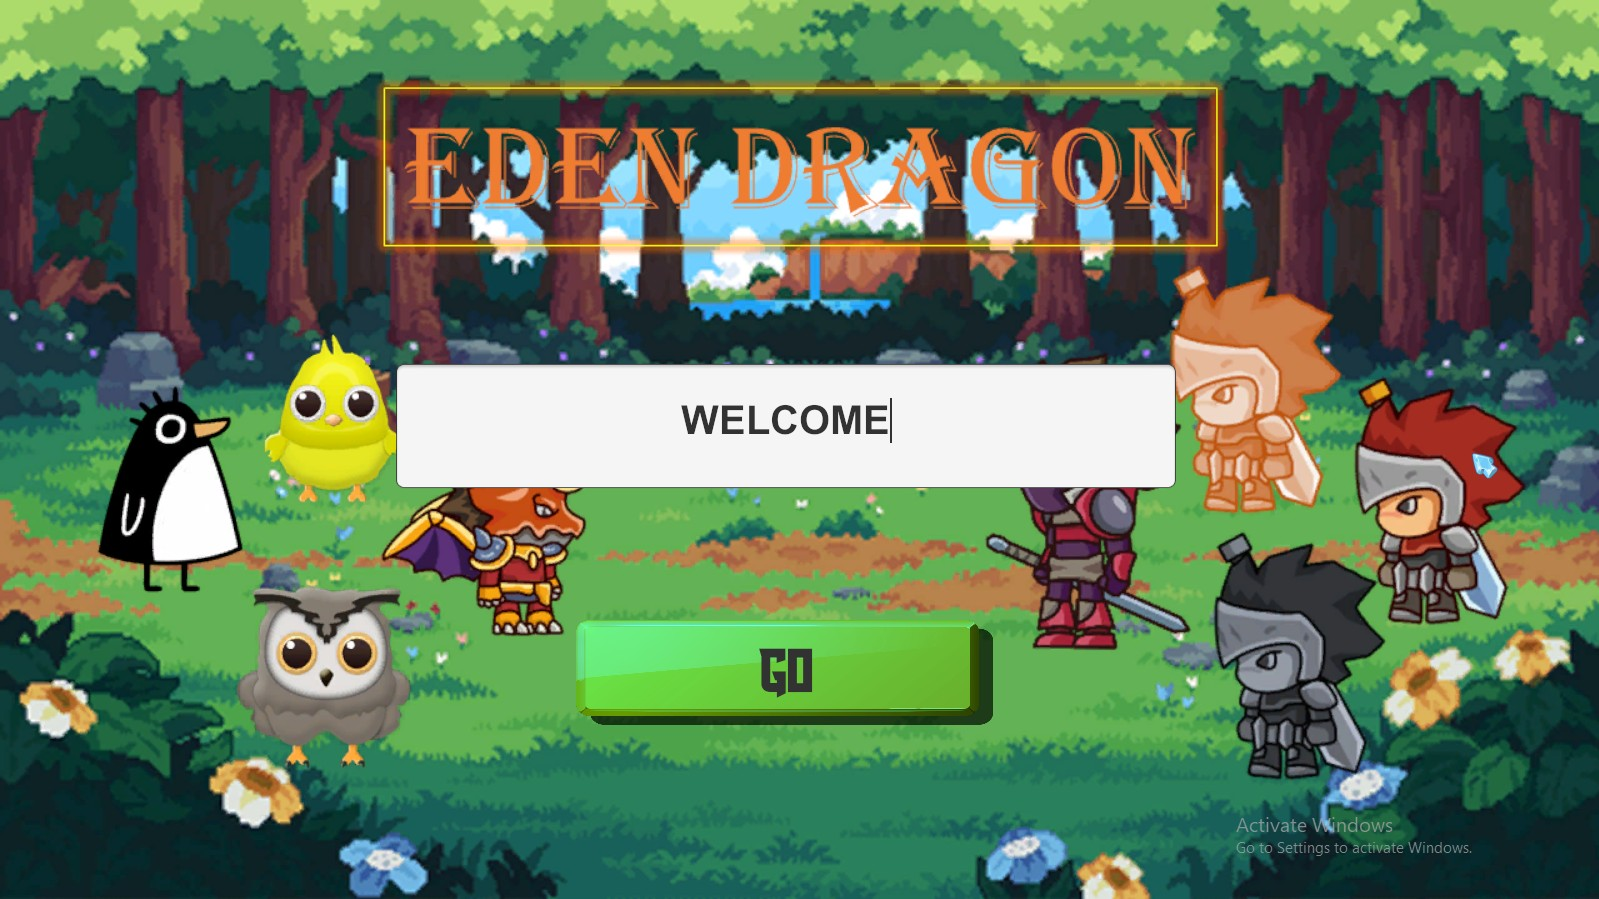 EDEN DRAGON
WELCOME
GO
Activate Windows
Go to Settings to activate Windows.